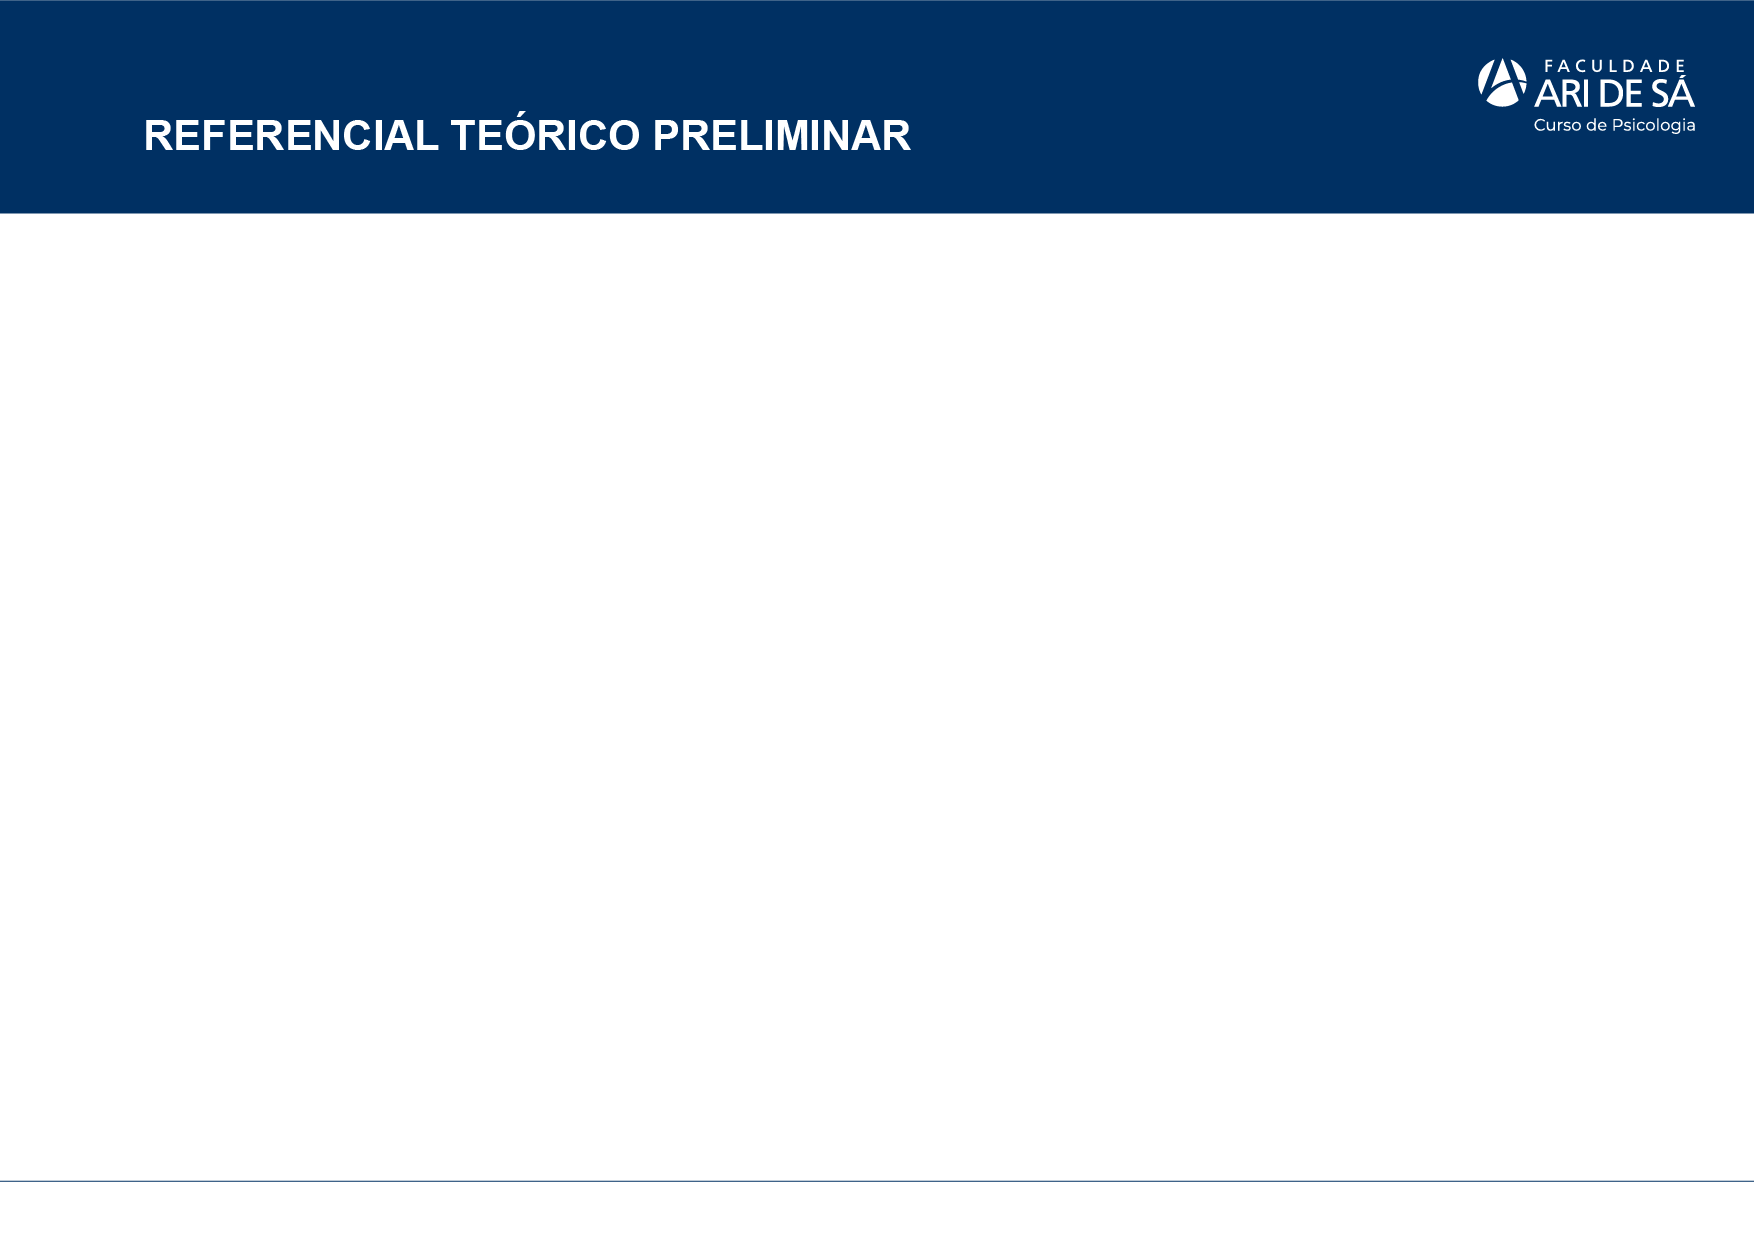 REFERENCIAL TEÓRICO PRELIMINAR
FACULDADE
ARI DE SÁ
Curso de Psicologia